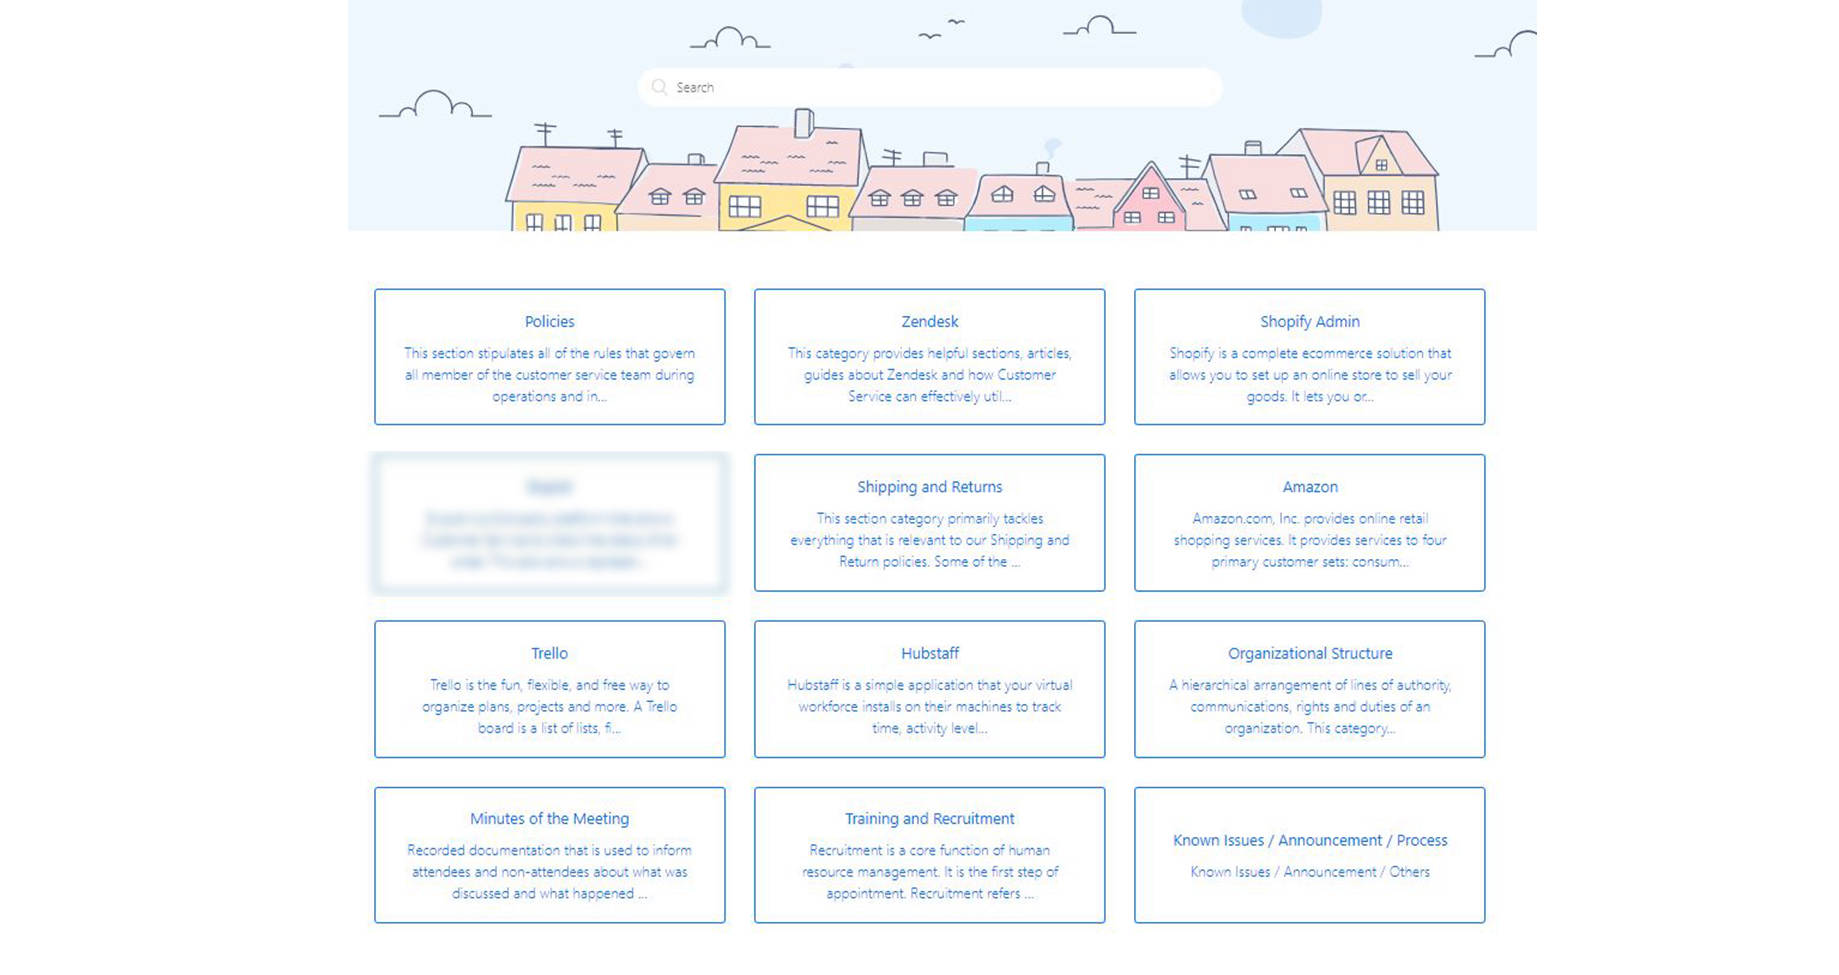 Search
Policies
This section stipulates all of the rules that govern
all member of the customer service team during
operations and in...
Zendesk
This category provides helpful sections, articles,
guides about Zendesk and how Customer
Service can effectively util...
Shopify Admin
Shopify is a complete ecommerce solution that
allows you to set up an online store to sell your
goods. It lets you or...
Shipping and Returns
This section category primarily tackles
everything that is relevant to our Shipping and
Return policies. Some of the ...
Amazon
Amazon.com, Inc. provides online retail
shopping services. It provides services to four
primary customer sets: consum...
Trello
Trello is the fun, flexible, and free way to
organize plans, projects and more. A Trello
board is a list of lists, fi...
Hubstaff
Hubstaff is a simple application that your virtual
workforce installs on their machines to track
time, activity level...
Organizational Structure
A hierarchical arrangement of lines of authority,
communications, rights and duties of an
organization. This category...
Minutes of the Meeting
Recorded documentation that is used to inform
attendees and non-attendees about what was
discussed and what happened ...
Training and Recruitment
Recruitment is a core function of human
resource management. It is the first step of
appointment. Recruitment refers ...
Known Issues / Announcement / Process
Known Issues / Announcement / Others